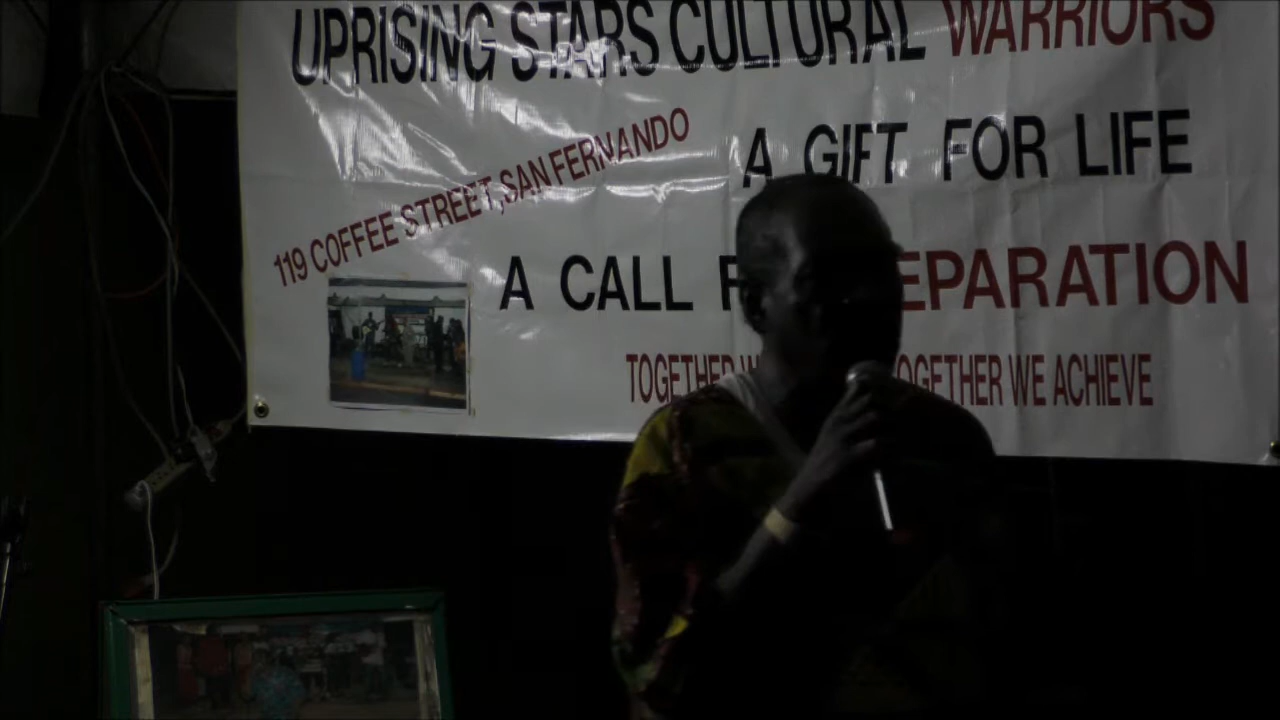 UPRISING STARS CULTURAL WARRIORS
119 COFFEE STREET, SAN FERNANDO
A GIFT FOR LIFE
A CALL EPARATION
TOGETHER OGETHER WE ACHIEVE